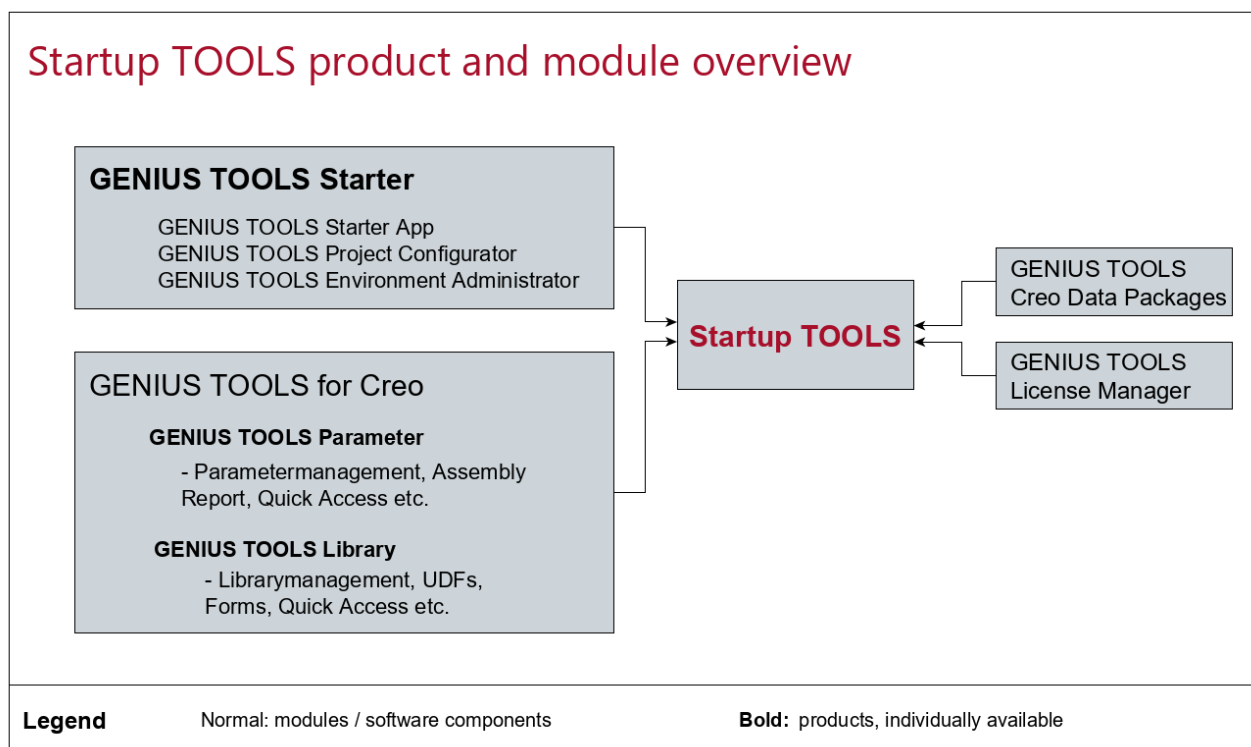 Startup TOOLS product and module overview
GENIUS TOOLS Starter
GENIUS TOOLS Starter App
GENIUS TOOLS Project Configurator
GENIUS TOOLS Environment Administrator
GENIUS TOOLS for Creo
GENIUS TOOLS Parameter
- Parametermanagement, Assembly
Report, Quick Access etc.
GENIUS TOOLS Library
- Librarymanagement, UDFs,
Forms, Quick Access etc.
Startup TOOLS
GENIUS TOOLS
Creo Data Packages
GENIUS TOOLS
License Manager
Legend
Normal: modules / software components
Bold: products, individually available